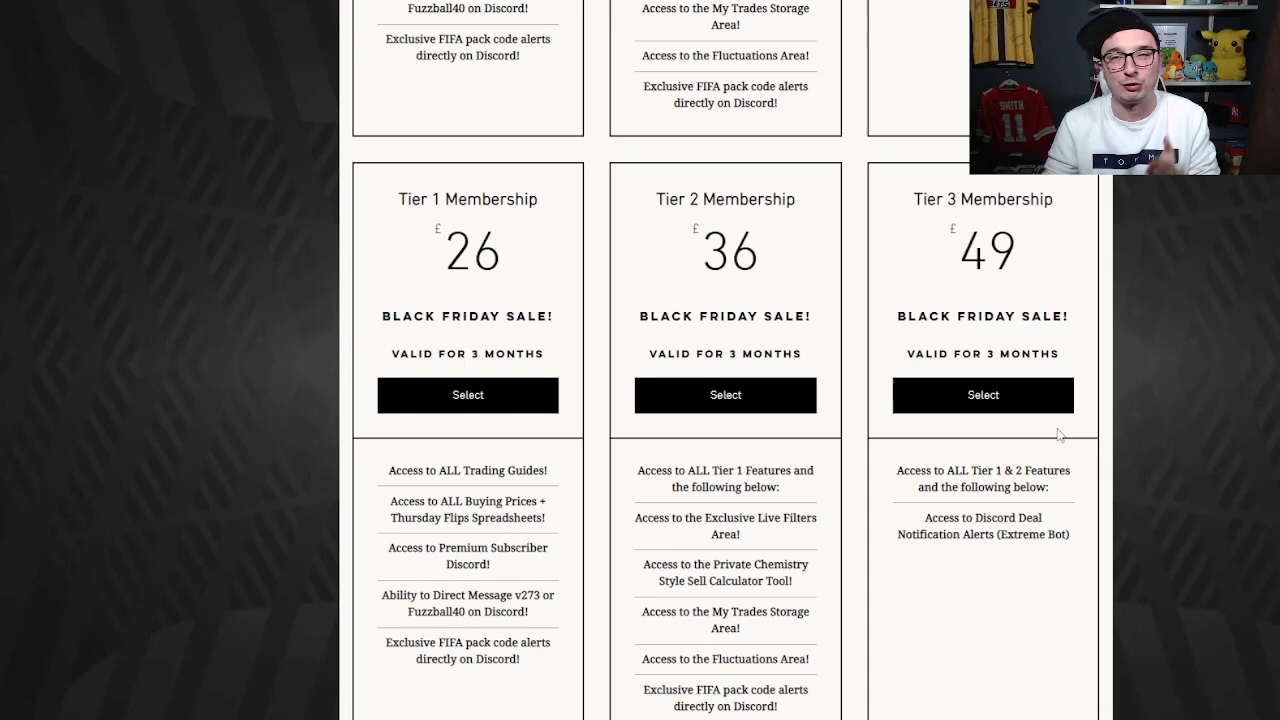 Fuzzball40 on Discord!
Exclusive FIFA pack code alerts
directly on Discord!
Access to the My Trades Storage
Area!
Access to the Fluctuations Area!
Exclusive FIFA pack code alerts
directly on Discord!
SMITH
11
Tier 1 Membership
£
26
BLACK FRIDAY SALE!
VALID FOR 3 MONTHS
Select
Access to ALL Trading Guides!
Access to ALL Buying Prices +
Thursday Flips Spreadsheets!
Access to Premium Subscriber
Discord!
Ability to Direct Message v273 or
Fuzzball40 on Discord!
Exclusive FIFA pack code alerts
directly on Discord!
Tier 2 Membership
£
36
BLACK FRIDAY SALE!
VALID FOR 3 MONTHS
Select
Access to ALL Tier 1 Features and
the following below:
Access to the Exclusive Live Filters
Area!
Access to the Private Chemistry
Style Sell Calculator Tool!
Access to the My Trades Storage
Area!
Access to the Fluctuations Area!
Exclusive FIFA pack code alerts
directly on Discord!
Tier 3 Membership
£
49
BLACK FRIDAY SALE!
VALID FOR 3 MONTHS
Select
Access to ALL Tier 1 & 2 Features
and the following below:
Access to Discord Deal
Notification Alerts (Extreme Bot)